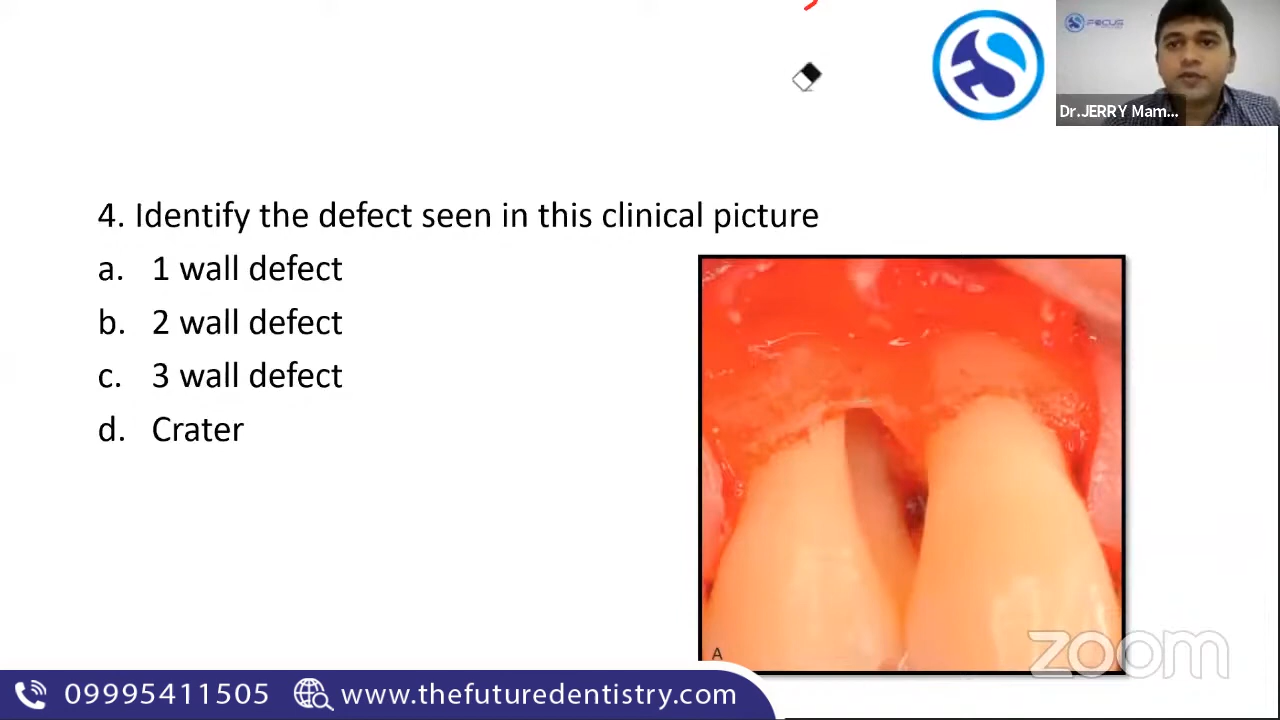 FOCUS
Dr.JERRY Mam...
4. Identify the defect seen in this clinical picture
a. 1 wall defect
b. 2 wall defect
c. 3 wall defect
d. Crater
A
zoom
09995411505 www.thefuturedentistry.com